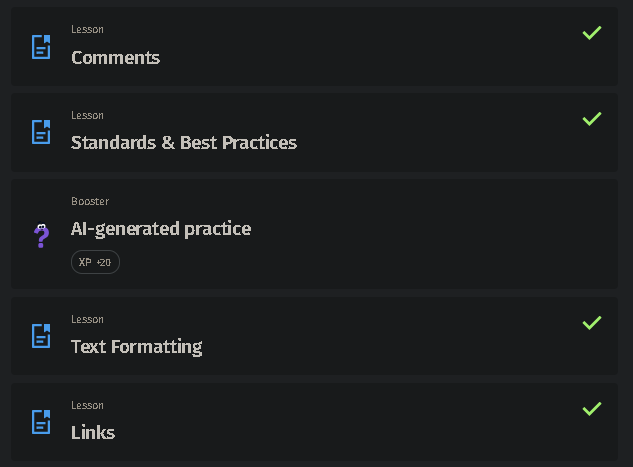 Lesson
Comments
Lesson
Standards & Best Practices
Booster
AI-generated practice
XP +20
Lesson
Text Formatting
Lesson
Links